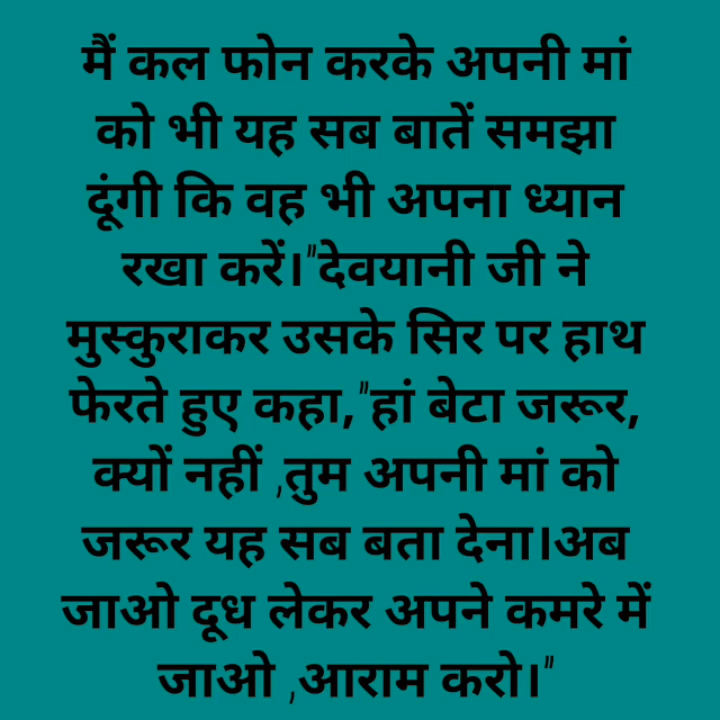 मैं कल फोन करके अपनी मां
को भी यह सब बातें समझा
दूंगी कि वह भी अपना ध्यान
रखा करें।"देवयानी जी ने
मुस्कुराकर उसके सिर पर हाथ
फेरते हुए कहा,"हां बेटा जरूर,
क्यों नहीं ,तुम अपनी मां को
जरूर यह सब बता देना।अब
जाओ दूध लेकर अपने कमरे में
जाओ ,आराम करो।"